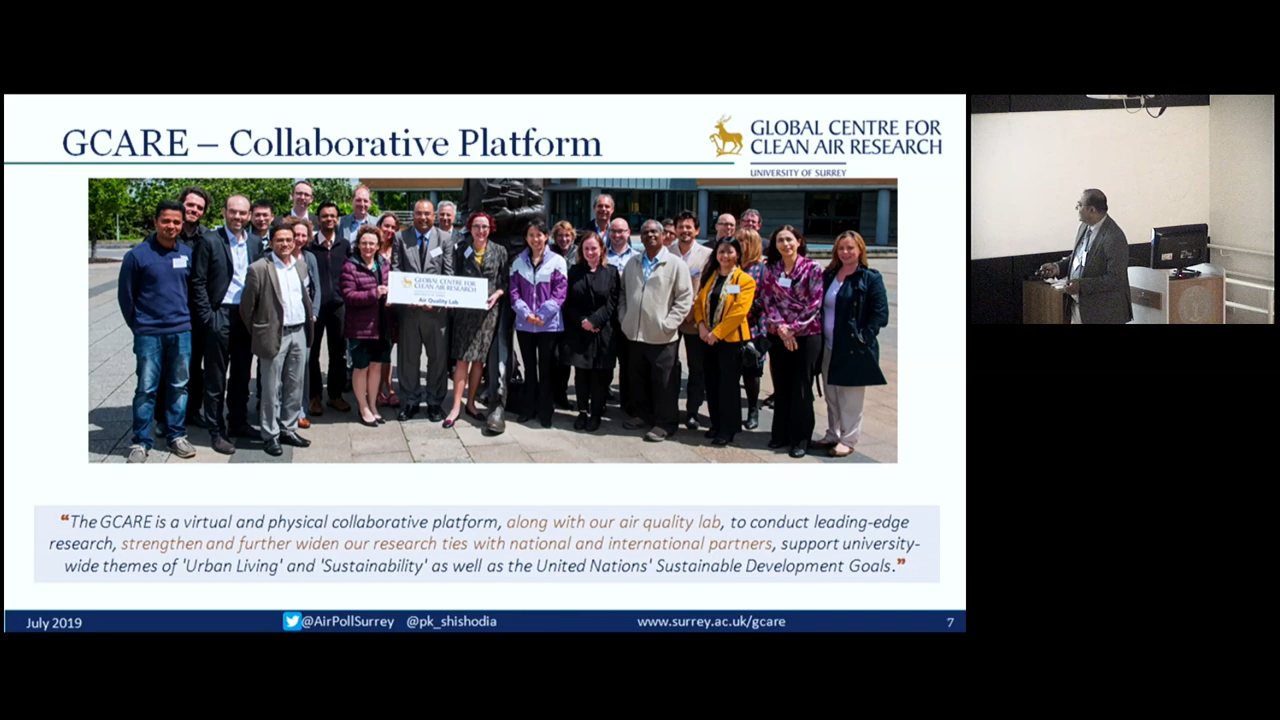 GCARE – Collaborative Platform
GLOBAL CENTRE FOR
CLEAN AIR RESEARCH
UNIVERSITY OF SURREY
GLOBAL CENTRE FOR
CLEAN AIR RESEARCH
Air Quality Lab
❝The GCARE is a virtual and physical collaborative platform, along with our air quality lab, to conduct leading-edge
research, strengthen and further widen our research ties with national and international partners, support university-
wide themes of 'Urban Living' and 'Sustainability' as well as the United Nations' Sustainable Development Goals.❞
July 2019
@AirPollSurrey @pk_shishodia
www.surrey.ac.uk/gcare
7